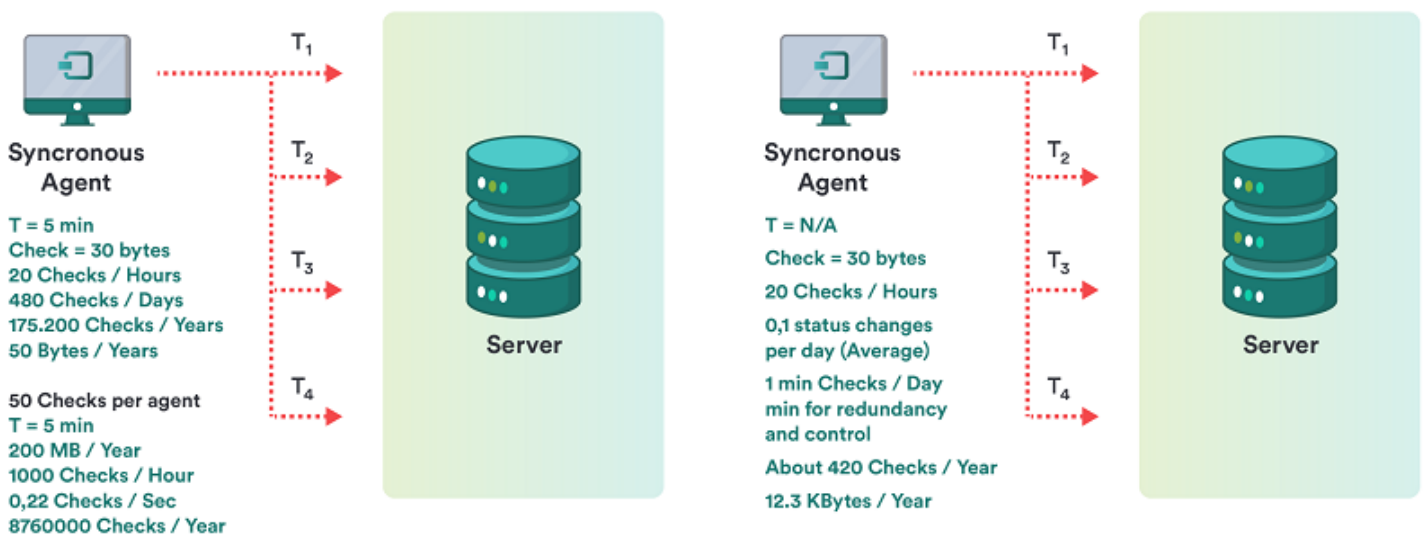 T1
T2
T3
T4
Syncronous
Agent
T = 5 min
Check = 30 bytes
20 Checks / Hours
480 Checks / Days
175.200 Checks / Years
50 Bytes / Years
50 Checks per agent
T = 5 min
200 MB / Year
1000 Checks / Hour
0,22 Checks / Sec
8760000 Checks / Year
Server
T1
T2
T3
T4
Syncronous
Agent
T = N/A
Check = 30 bytes
20 Checks / Hours
0,1 status changes
per day (Average)
1 min Checks / Day
min for redundancy
and control
About 420 Checks / Year
12.3 KBytes / Year
Server